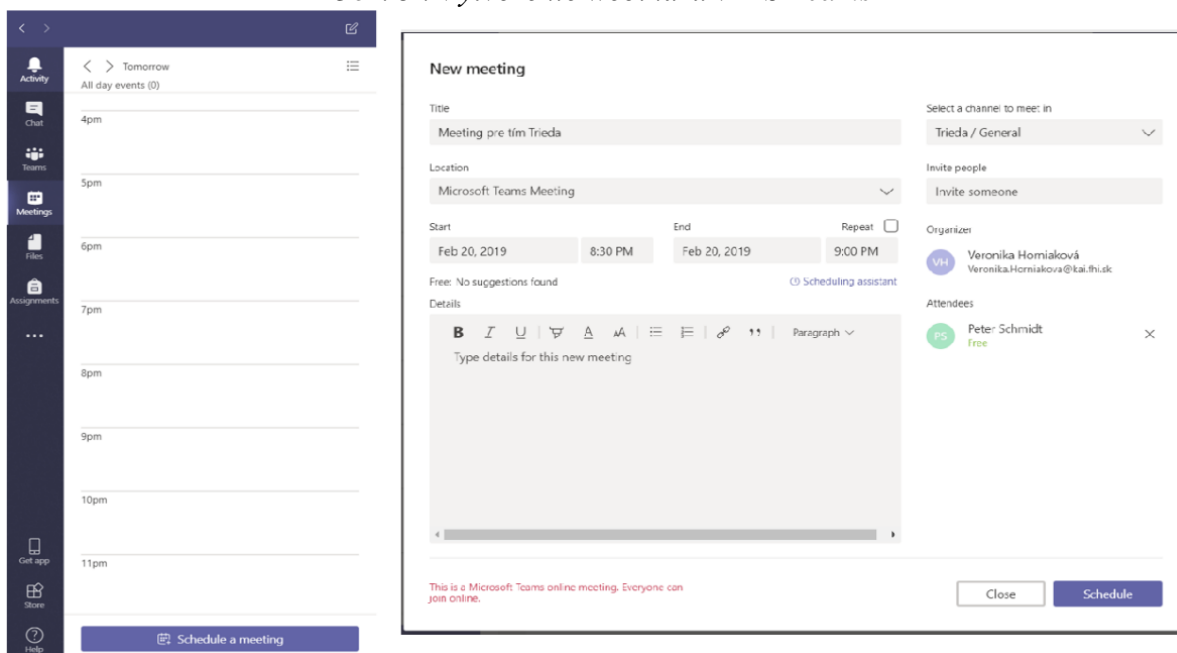 Tomorrow
All day events (0)
Activity
Chat
Teams
Meetings
Files
Assignments
...
Get app
Store
Help
4pm
5pm
6pm
7pm
8pm
9pm
10pm
11pm
Schedule a meeting
New meeting
Title
Meeting pre tím Trieda
Location
Microsoft Teams Meeting
Start
End
Repeat
Feb 20, 2019
8:30 PM
Feb 20, 2019
9:00 PM
Free: No suggestions found
Scheduling assistant
Details
B I U A AA Paragraph
Type details for this new meeting
This is a Microsoft Teams online meeting. Everyone can
join online.
Select a channel to meet in
Trieda / General
Invite people
Invite someone
Organizer
VH
Veronika Horniaková
Veronika.Horniakova@kai.fhi.sk
Attendees
PS
Peter Schmidt
Free
Close
Schedule